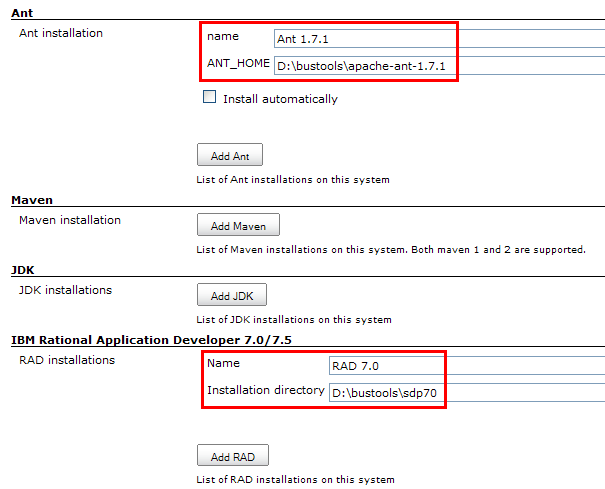 Ant
Ant installation
name Ant 1.7.1
ANT_HOME D:\bustools\apache-ant-1.7.1
Install automatically
Add Ant
List of Ant installations on this system
Maven
Maven installation
Add Maven
List of Maven installations on this system. Both maven 1 and 2 are supported.
JDK
JDK installations
Add JDK
List of JDK installations on this system
IBM Rational Application Developer 7.0/7.5
RAD installations
Name RAD 7.0
Installation directory D:\bustools\sdp70
Add RAD
List of RAD installations on this system